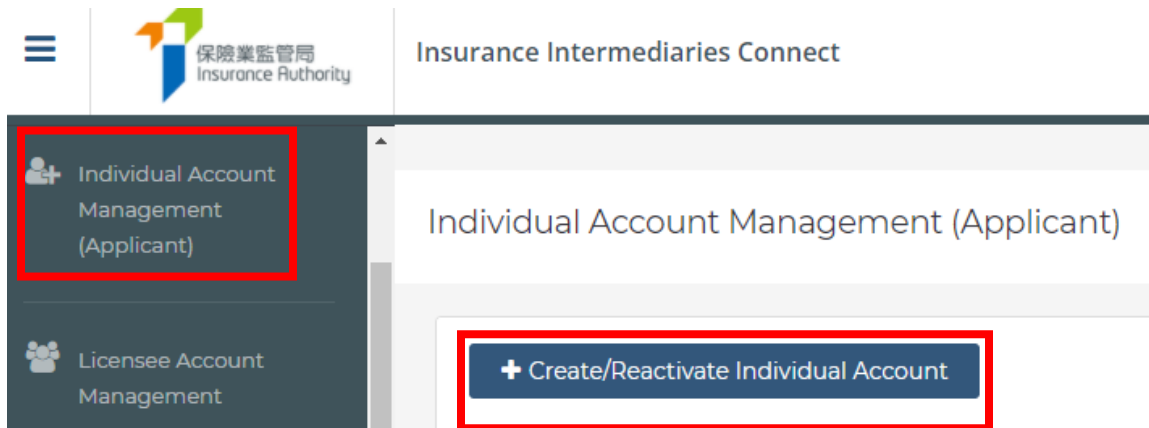 保險業監管局
Insurance Authority
Insurance Intermediaries Connect
Individual Account
Management
(Applicant)
Licensee Account
Management
Individual Account Management (Applicant)
+ Create/Reactivate Individual Account